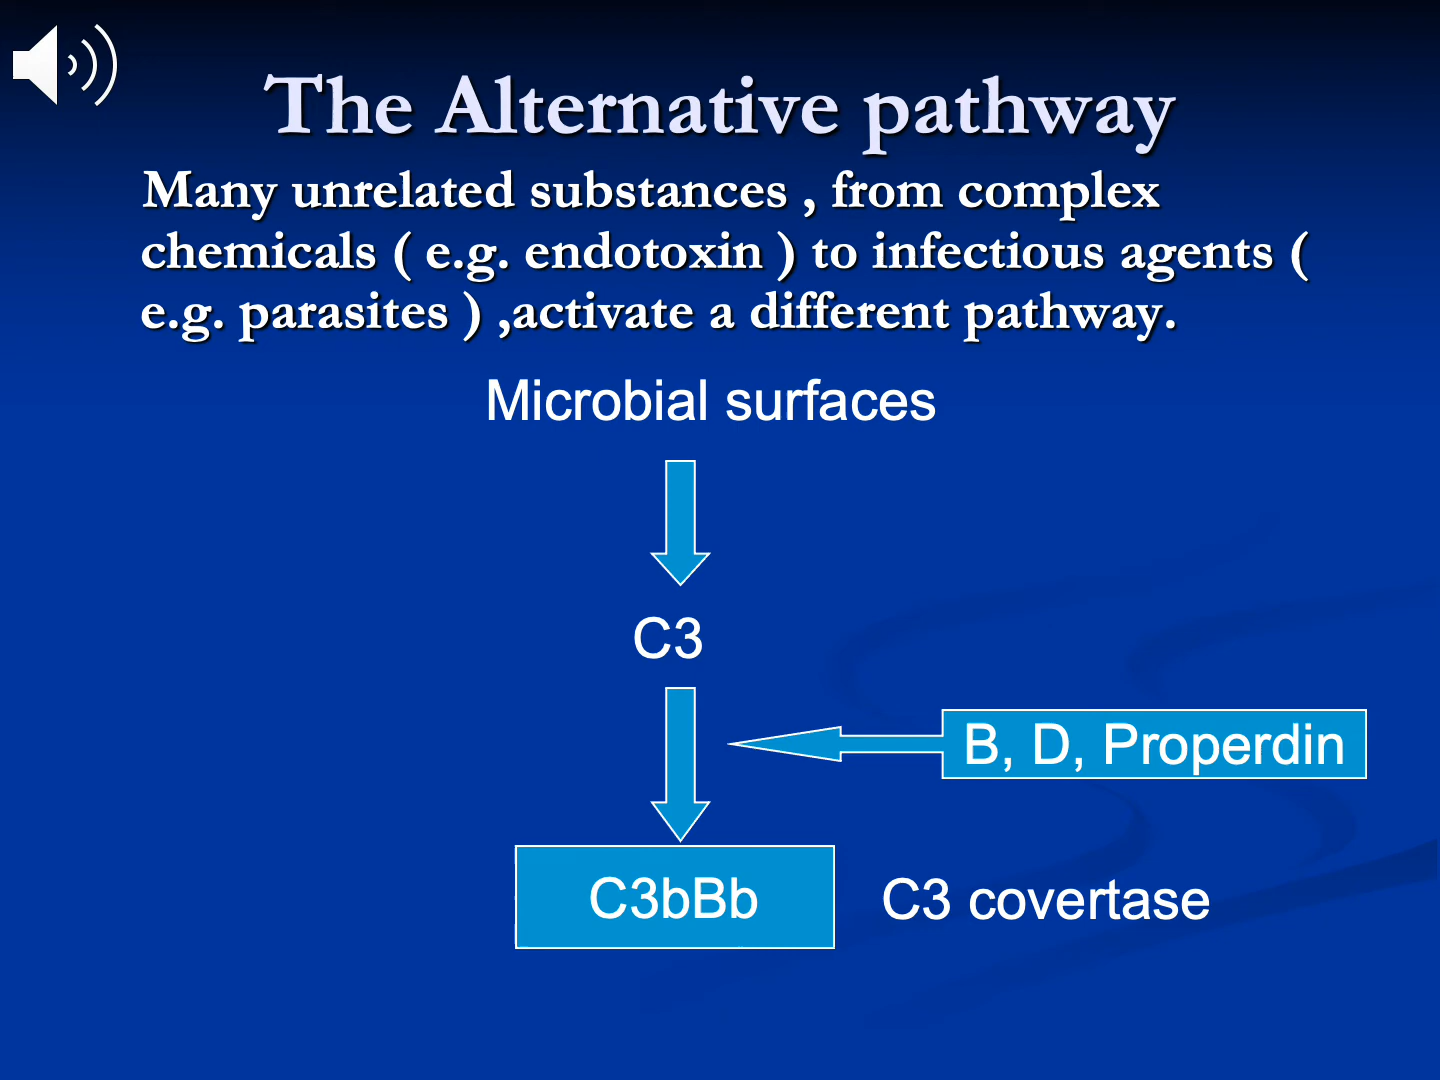 The Alternative pathway
Many unrelated substances , from complex
chemicals ( e.g. endotoxin ) to infectious agents (
e.g. parasites ) ,activate a different pathway.
Microbial surfaces
C3
B, D, Properdin
C3bBb
C3 covertase